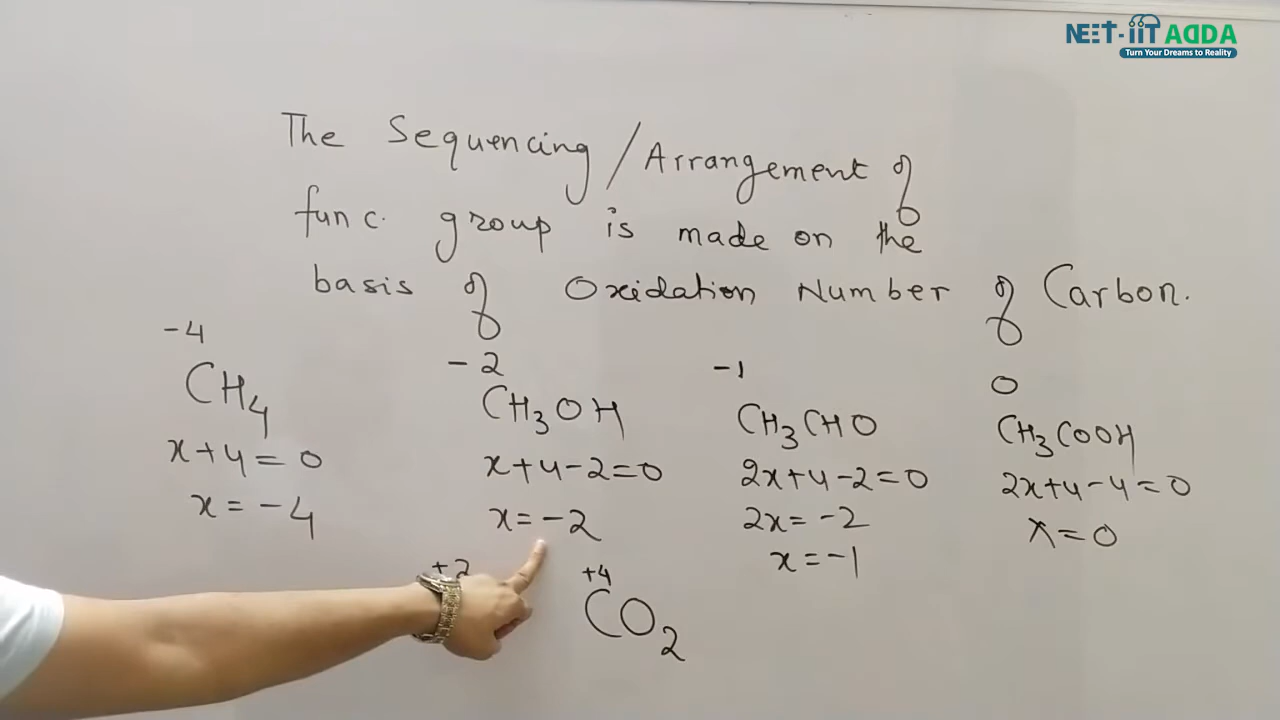 NEET-IIT ADDA
Turn Your Dreams to Reality
The Sequencing / Arrangement of
func. group is made on the
basis of Oxidation Number of Carbon.
-4
CH4
x+4=0
x=-4
-2
CH3OH
x+4-2=0
x=-2
-1
CH3CHO
2x+4-2=0
2x=-2
x=-1
0
CH3COOH
2x+4-4=0
x=0
+2
+4
CO2